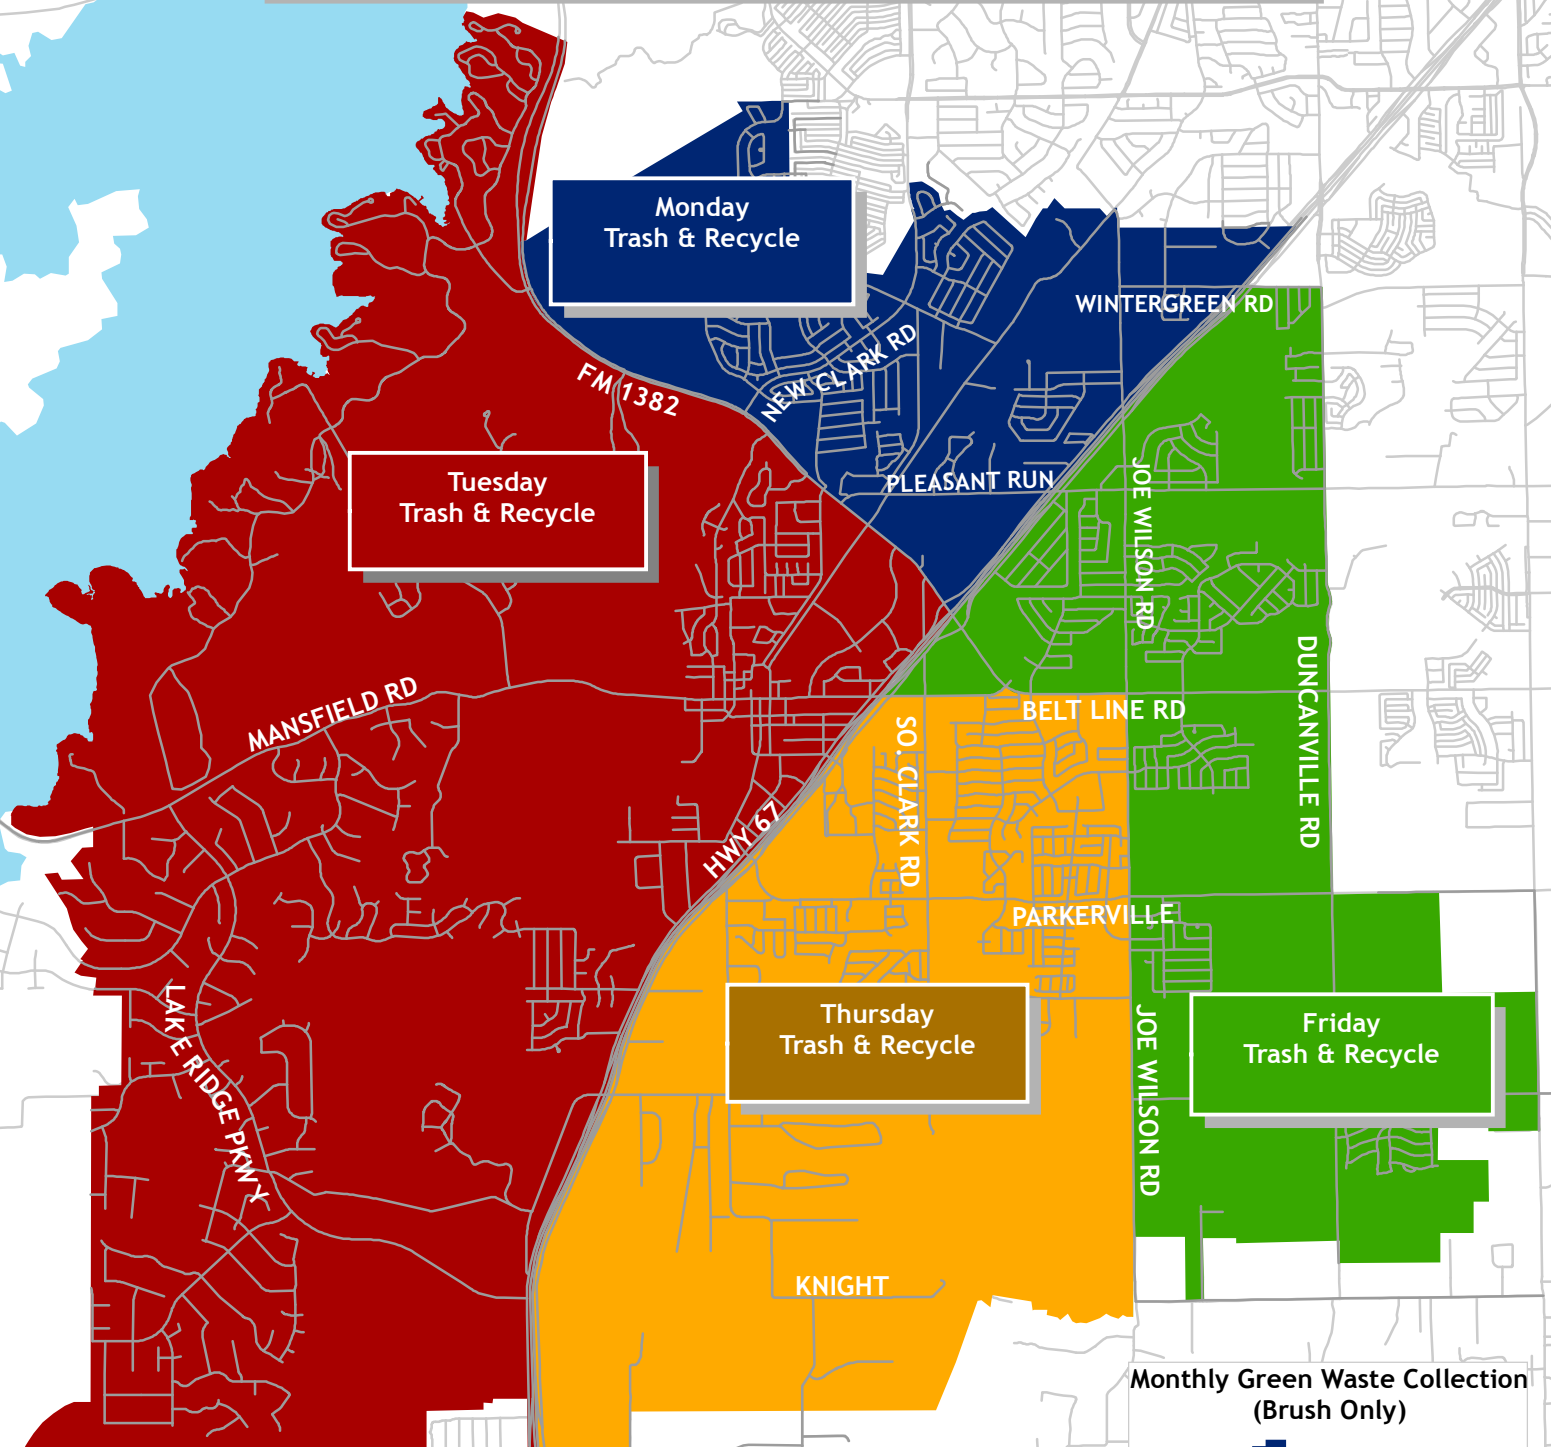 Monday
Trash & Recycle
WINTERGREEN RD
NEW CLARK RD
FM 1382
Tuesday
Trash & Recycle
PLEASANT RUN
JOE WILSON RD
DUNCANVILLE RD
MANSFIELD RD
BELT LINE RD
SO. CLARK RD
HWY 67
PARKERVILLE
LAKE RIDGE PKWY
Thursday
Trash & Recycle
Friday
Trash & Recycle
JOE WILSON RD
KNIGHT
Monthly Green Waste Collection
(Brush Only)